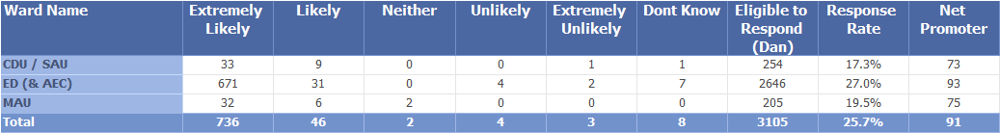 Ward Name Extremely Likely Likely Neither Unlikely Extremely Unlikely Dont Know Eligible to Respond (Dan) Response Rate Net Promoter
CDU / SAU 33 9 0 0 1 1 254 17.3% 73
ED (& AEC) 671 31 0 4 2 7 2646 27.0% 93
MAU 32 6 2 0 0 0 205 19.5% 75
Total 736 46 2 4 3 8 3105 25.7% 91